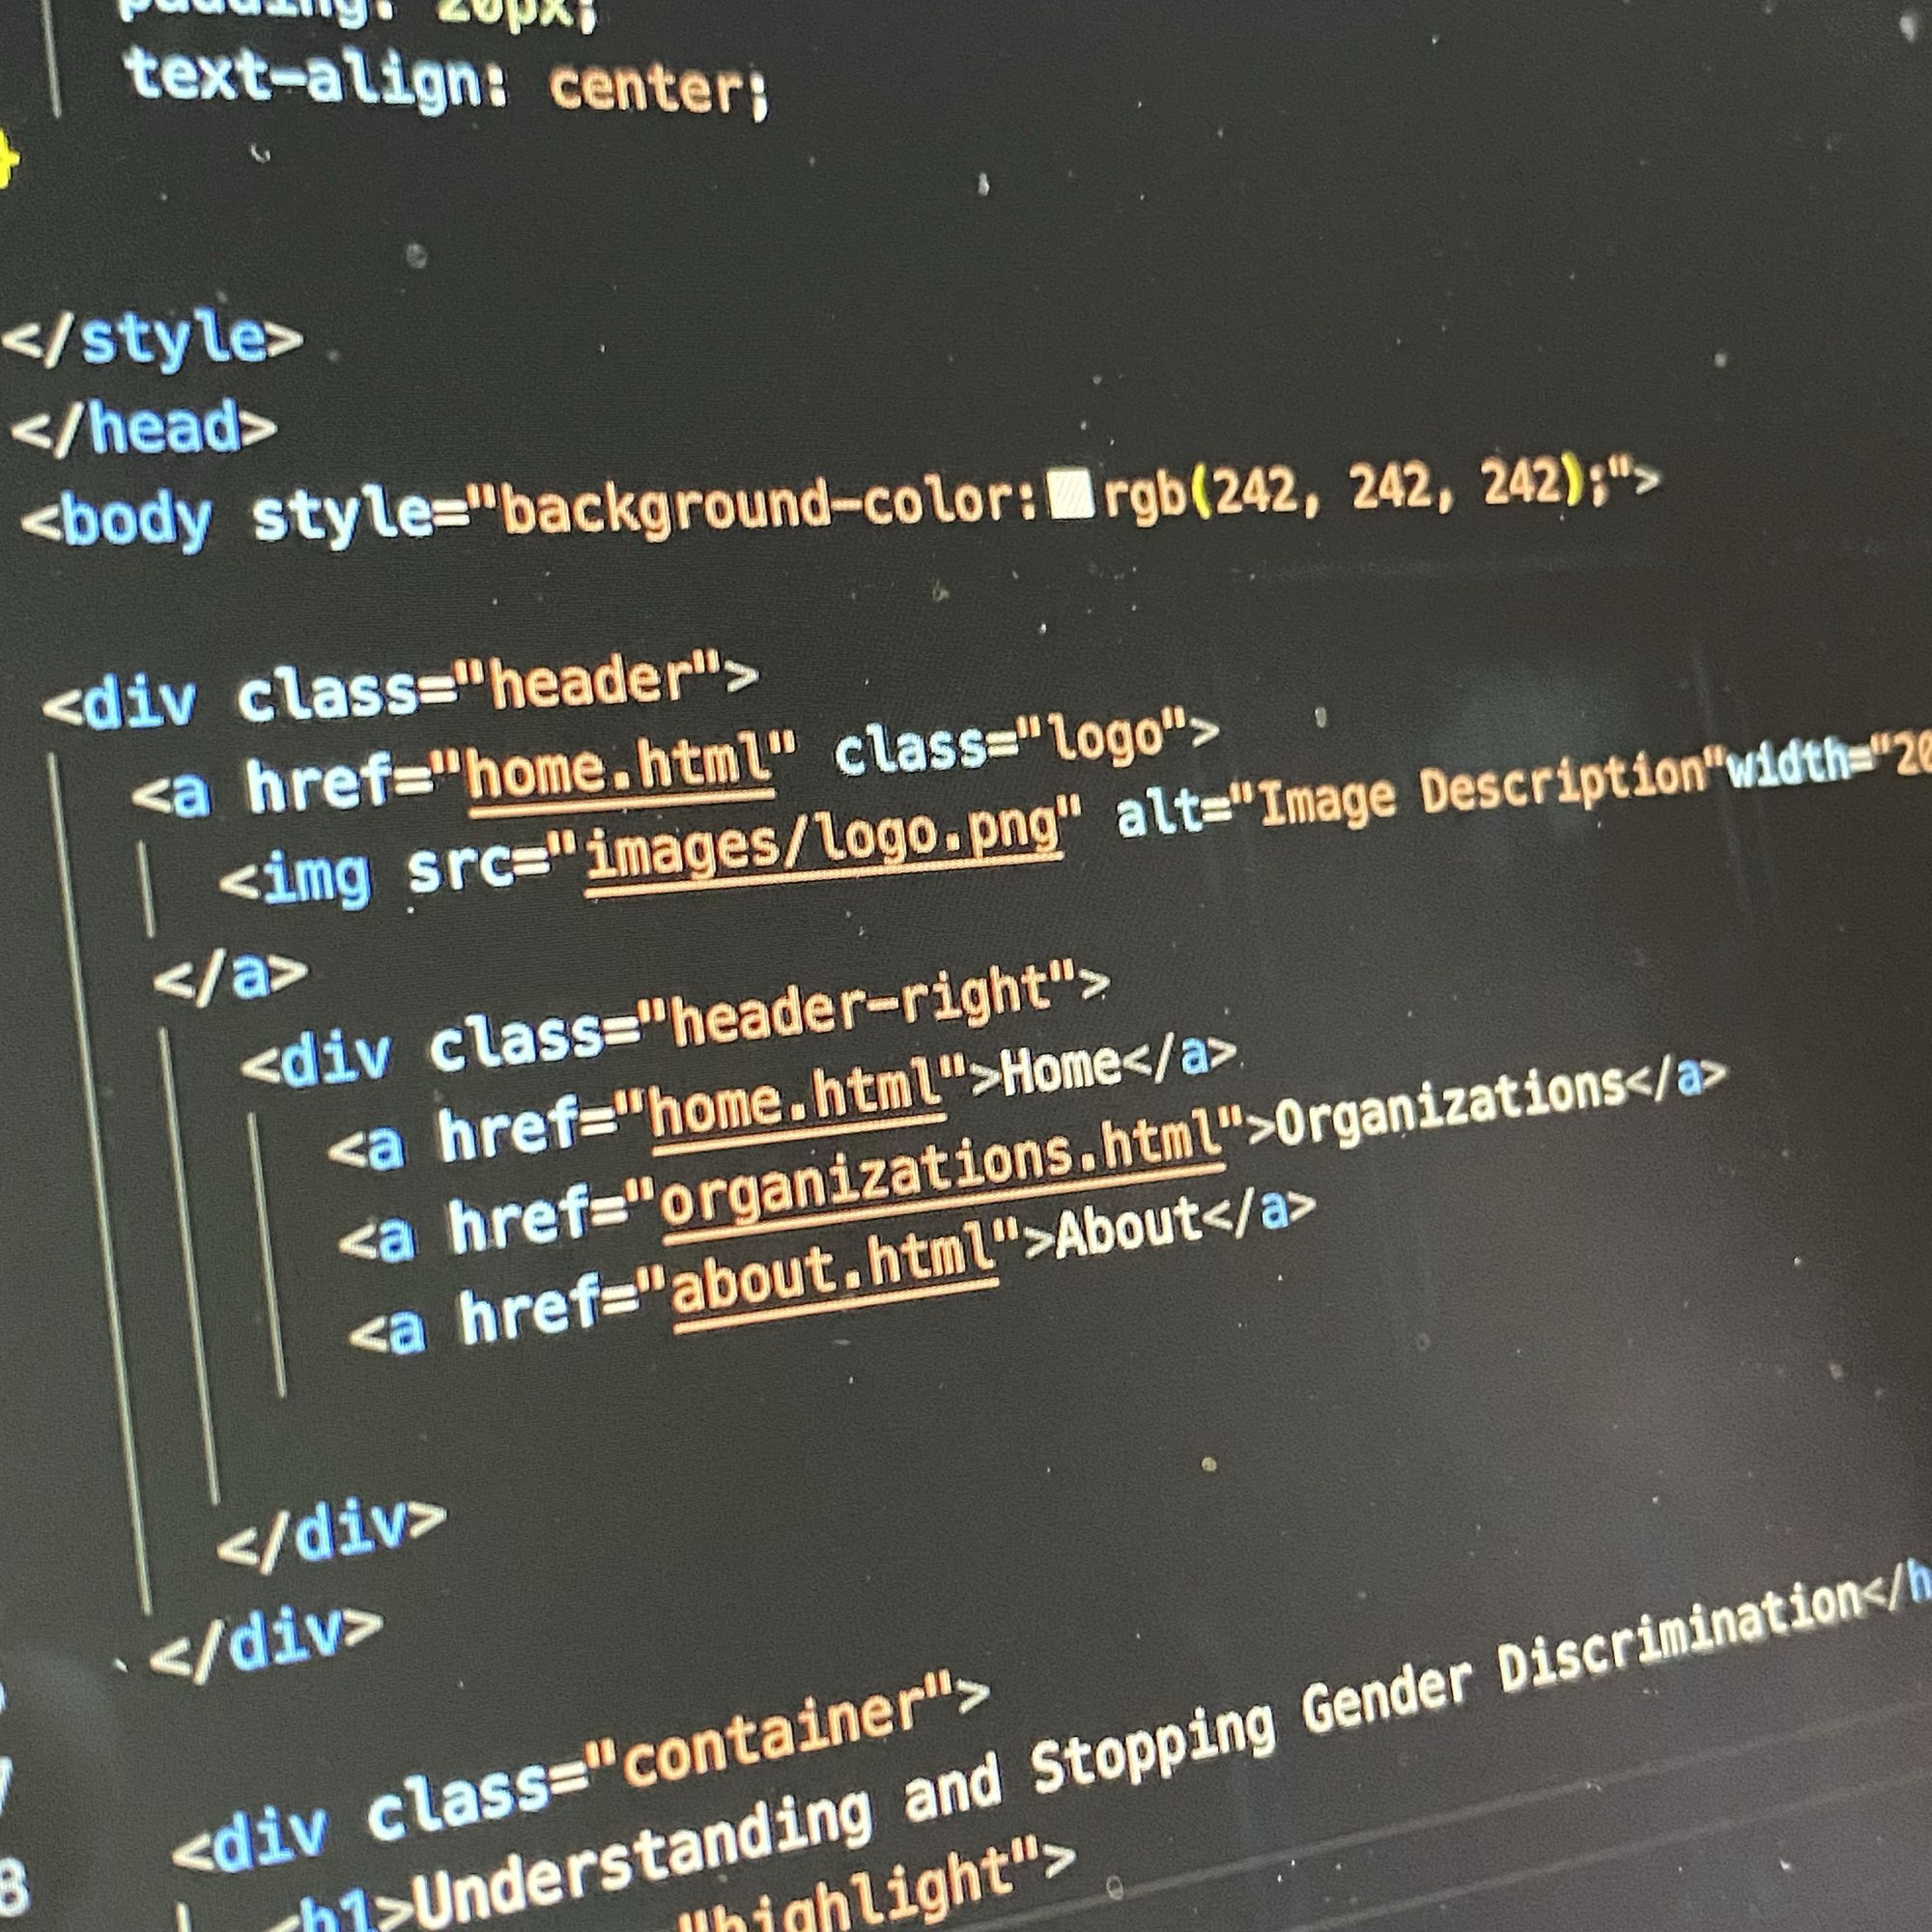 padding: 20px;
text-align: center;
}
</style>
</head>
<body style="background-color: rgb(242, 242, 242);">
<div class="header">
<a href="home.html" class="logo">
<img src="images/logo.png" alt="Image Description"width="20
</a>
<div class="header-right">
<a href="home.html">Home</a>
<a href="organizations.html">Organizations</a>
<a href="about.html">About</a>
</div>
</div>
7 <div class="container">
8 <h1>Understanding and Stopping Gender Discrimination</h
"highlight">